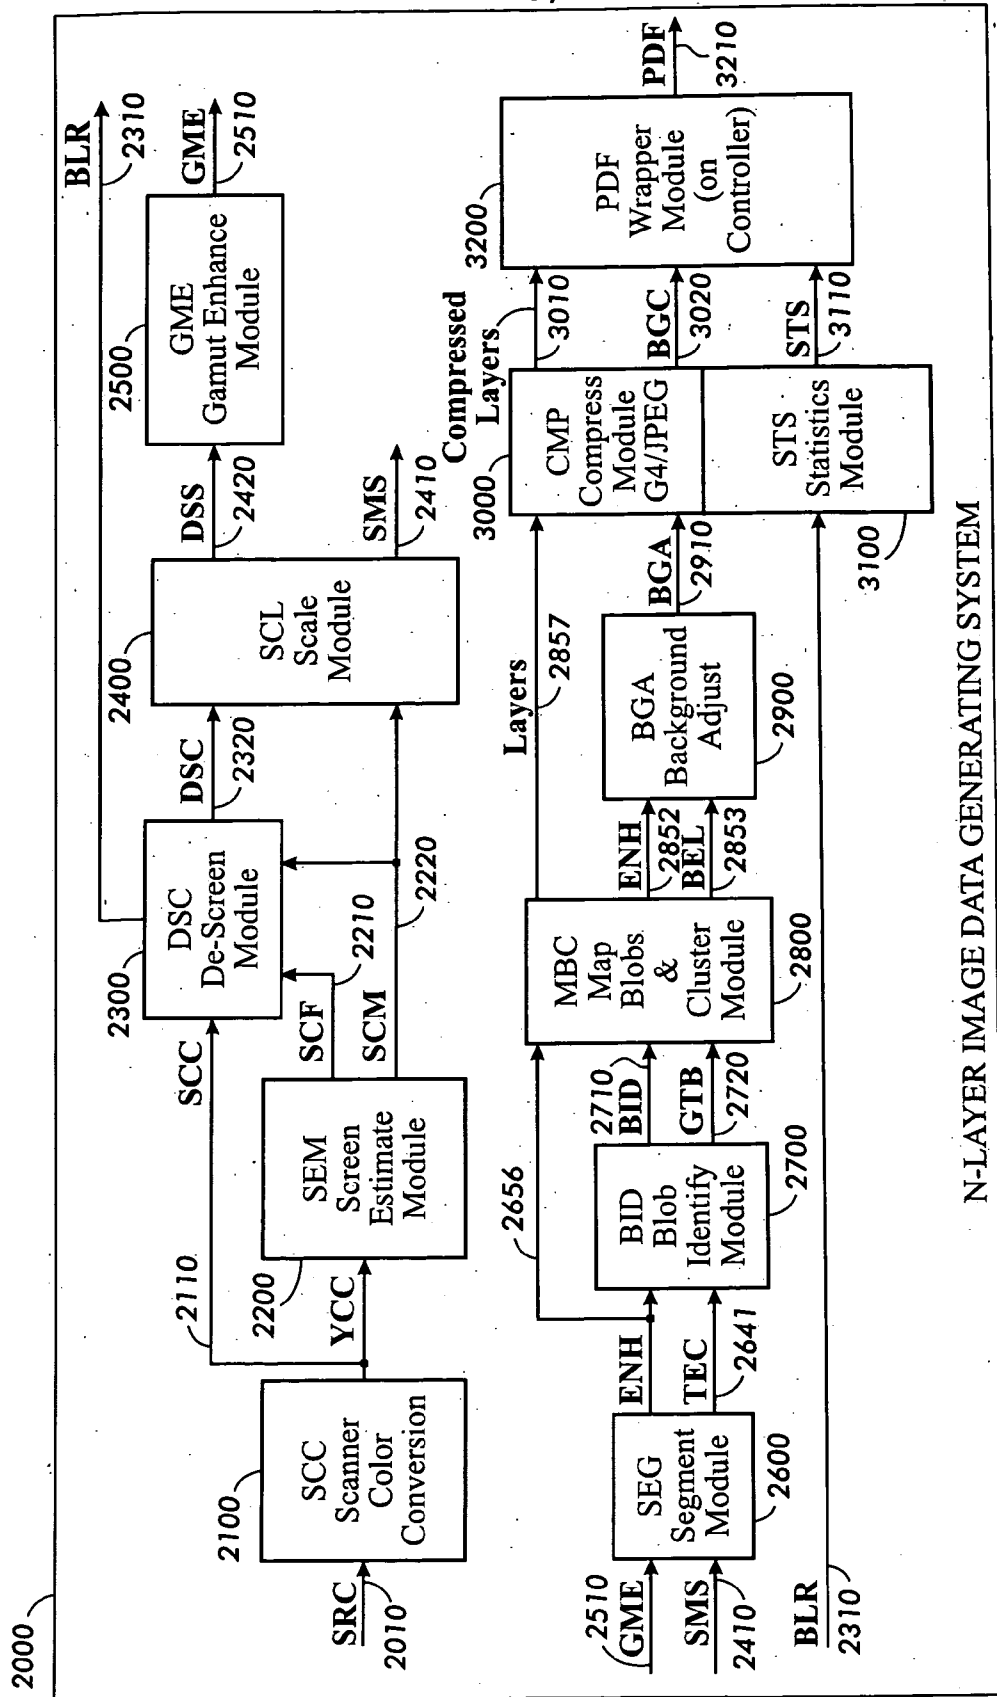 2000
SRC
2010
2100
SCC
Scanner
Color
Conversion
2110
SCC
YCC
2200
SEM
Screen
Estimate
Module
SCF
2210
SCM
2220
2300
DSC
De-Screen
Module
BLR
2310
DSC
2320
2400
SCL
Scale
Module
DSS
2420
SMS
2410
2500
GME
Gamut Enhance
Module
GME
2510
2510
GME
SMS
2410
BLR
2310
SEG
Segment
Module
2600
ENH
2656
TEC
2641
BID
Blob
Identify
Module
2700
2710
BID
GTB
2720
MBC
Map
Blobs
&
Cluster
Module
2800
Layers
2857
ENH
2852
BEL
2853
BGA
Background
Adjust
2900
BGA
2910
3000
CMP
Compress
Module
G4/JPEG
STS
Statistics
Module
3100
Compressed
Layers
3010
BGC
3020
STS
3110
3200
PDF
Wrapper
Module
(on
Controller)
PDF
3210
N-LAYER IMAGE DATA GENERATING SYSTEM